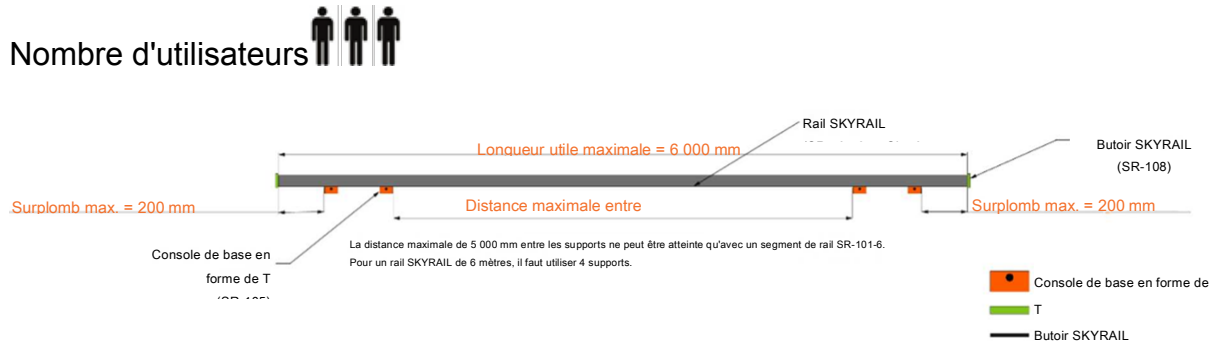 Nombre d'utilisateurs
Rail SKYRAIL
Longueur utile maximale = 6 000 mm
Butoir SKYRAIL
(SR-108)
Surplomb max. = 200 mm
Distance maximale entre
Surplomb max. = 200 mm
La distance maximale de 5 000 mm entre les supports ne peut être atteinte qu'avec un segment de rail SR-101-6.
Pour un rail SKYRAIL de 6 mètres, il faut utiliser 4 supports.
Console de base en
forme de T
Console de base en forme de
T
Butoir SKYRAIL